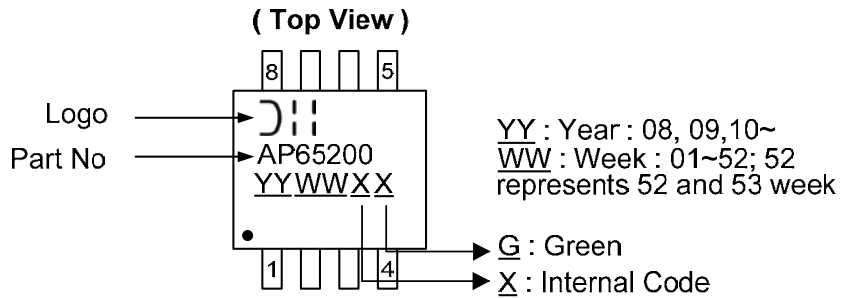 ( Top View )
8 5
Logo
Part No
AP65200
YYWWXX
1 4
YY : Year : 08, 09,10~
WW : Week : 01~52; 52
represents 52 and 53 week
G : Green
X : Internal Code